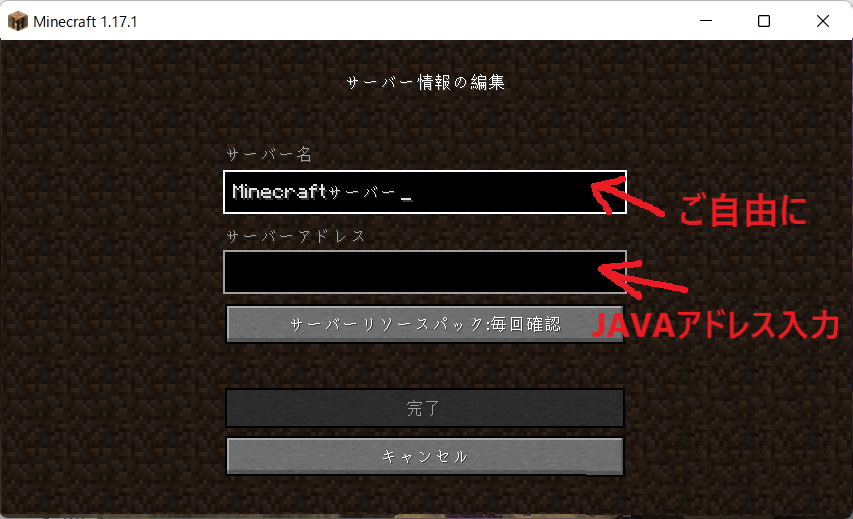 Minecraft 1.17.1
サーバー情報の編集
サーバー名
Minecraftサーバー_
ご自由に
サーバーアドレス
サーバーリソースパック:毎回確認
JAVAアドレス入力
完了
キャンセル